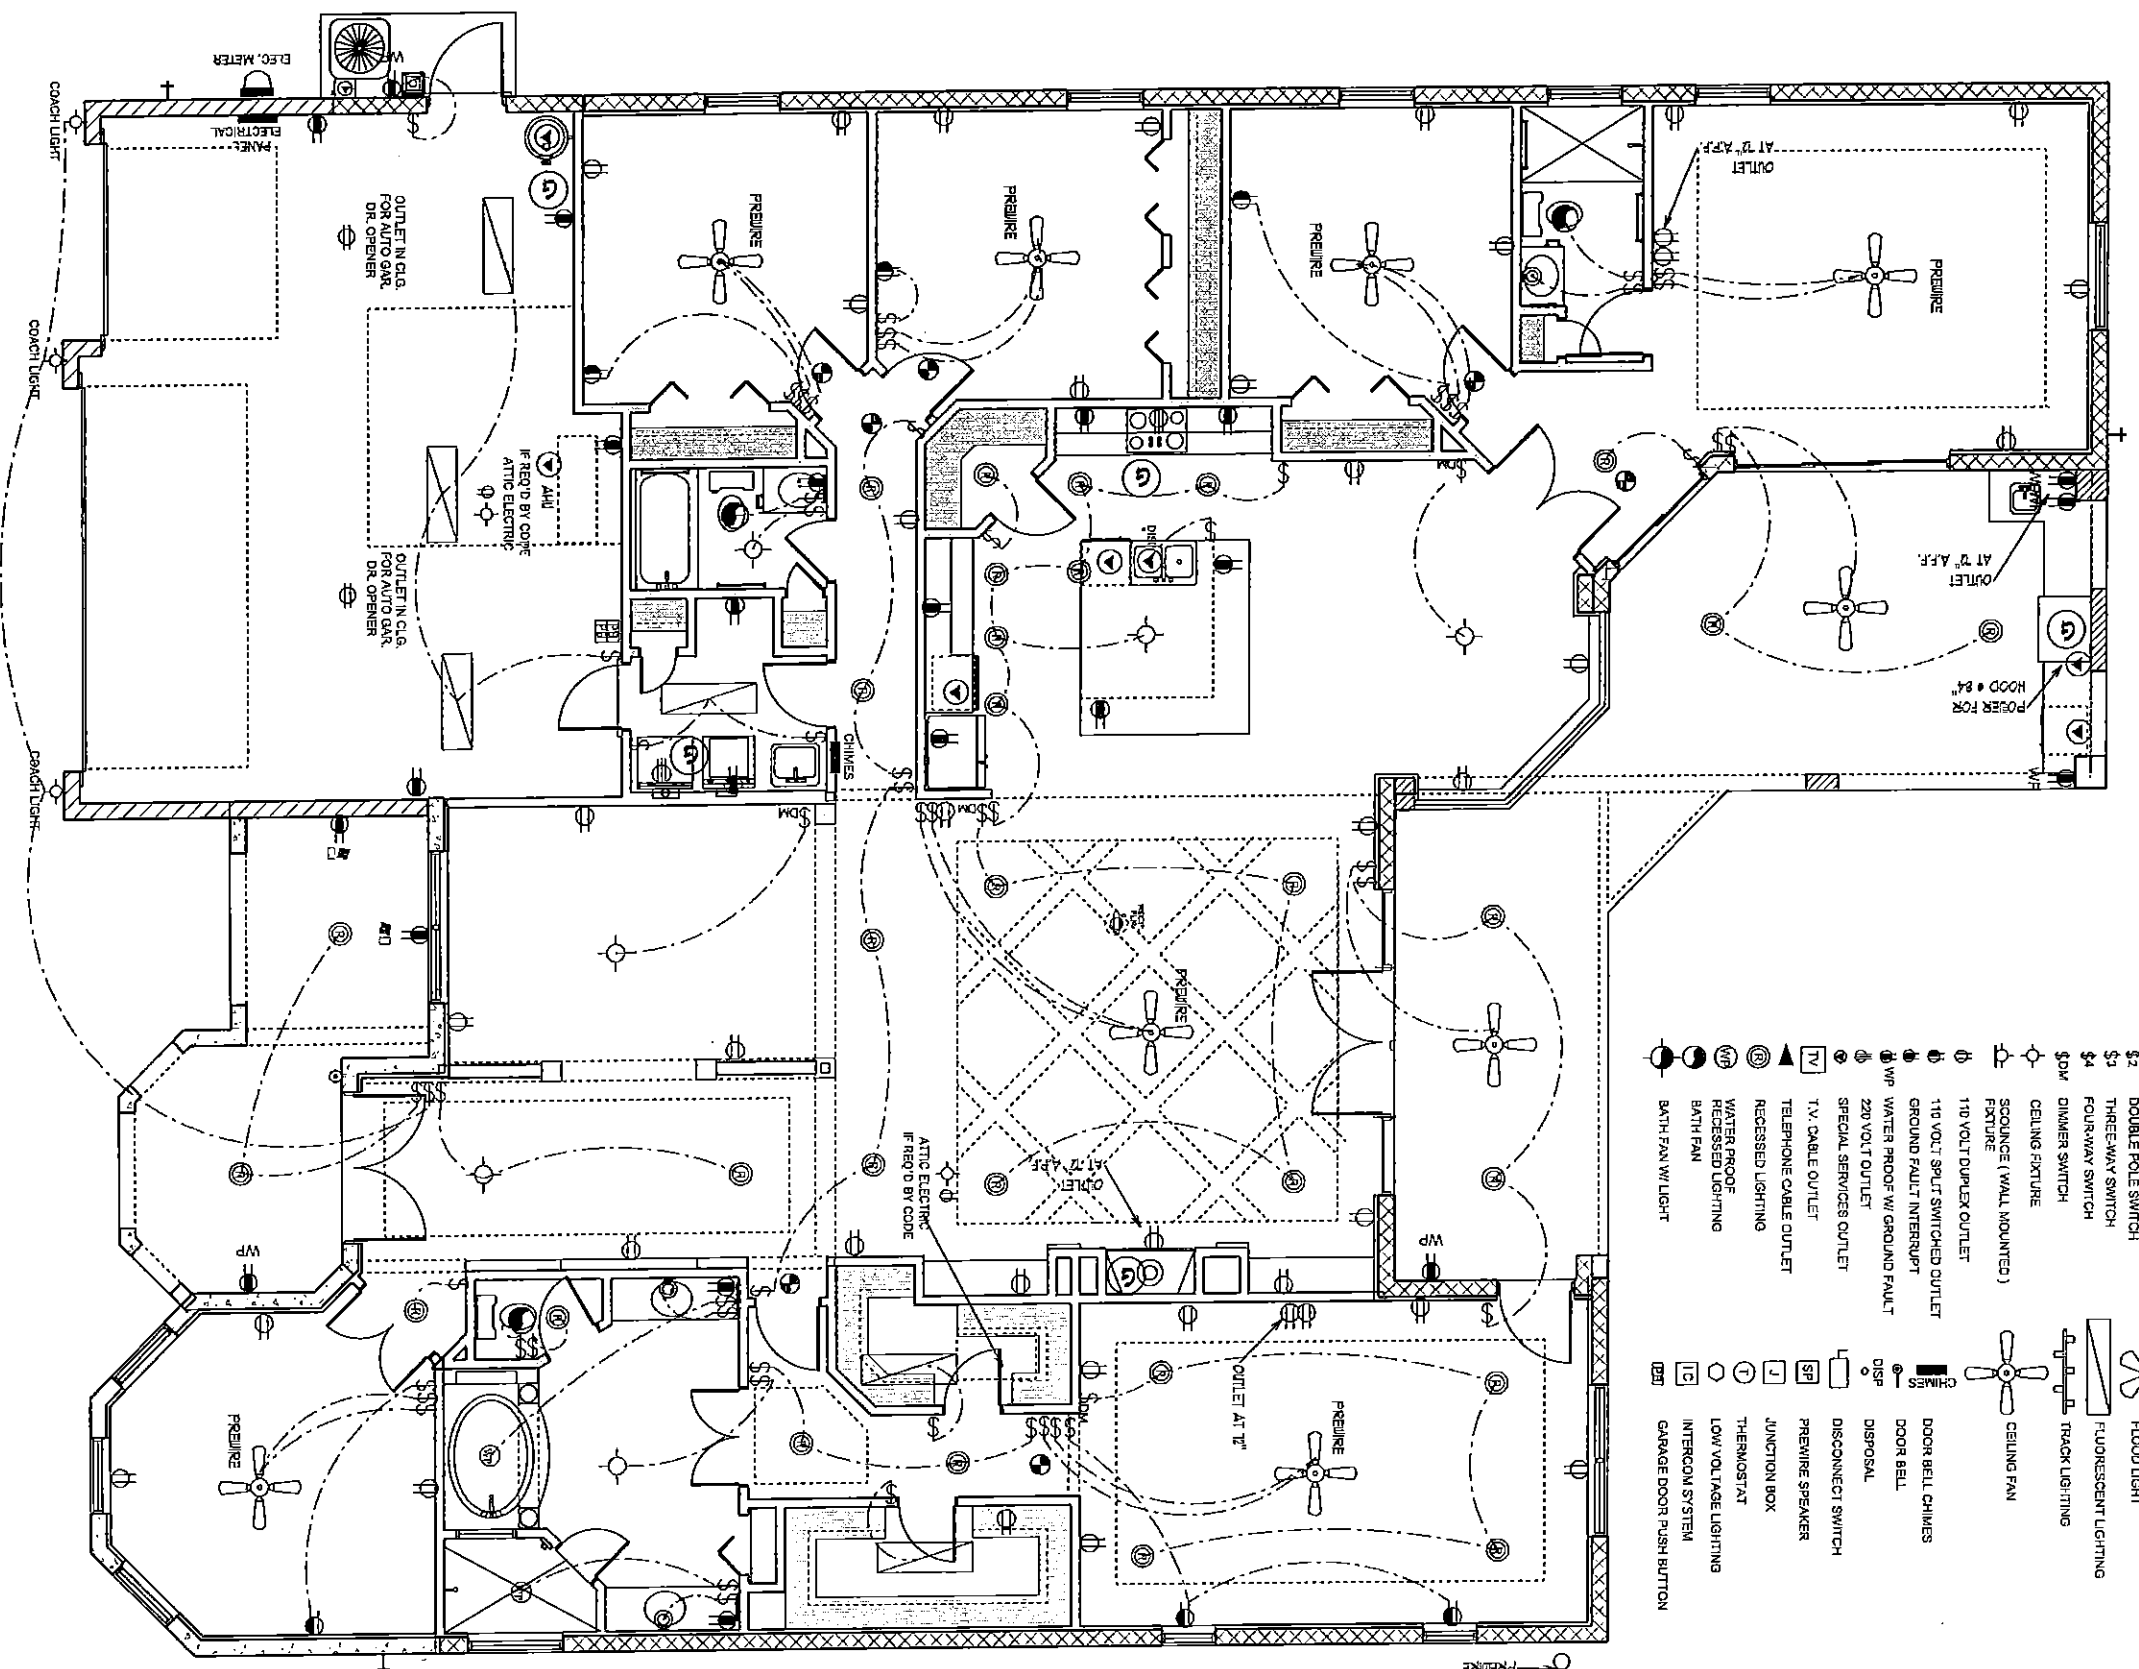 ELEC. METER
COACH LIGHT
ELECTRICAL
PANEL
OUTLET IN CLG.
FOR AUTO GAR.
DR. OPENER
PREWIRE
PREWIRE
PREWIRE
PREWIRE
OUTLET
AT 12" A.F.F.
COACH LIGHT
AHU
IF REQ'D BY CODE
ATTIC ELECTRIC
OUTLET IN CLG.
FOR AUTO GAR.
DR. OPENER
DM
OUTLET
AT 12" A.F.F.
POWER FOR
HOOD @ 84"
WP
COACH LIGHT
CHIMES
DM
DM
PREWIRE
WP
ATTIC ELECTRIC
IF REQ'D BY CODE
OUTLET
AT 12" A.F.F.
WP
OUTLET AT 12"
DM
PREWIRE
PREWIRE
PREWIRE
$2 DOUBLE POLE SWITCH
$3 THREE-WAY SWITCH
$4 FOUR-WAY SWITCH
$DM DIMMER SWITCH
CEILING FIXTURE
SCOUNCE ( WALL MOUNTED )
FIXTURE
110 VOLT DUPLEX OUTLET
110 VOLT SPLIT SWITCHED OUTLET
GROUND FAULT INTERRUPT
WP WATER PROOF W/ GROUND FAULT
220 VOLT OUTLET
SPECIAL SERVICES OUTLET
TV T.V. CABLE OUTLET
TELEPHONE CABLE OUTLET
R RECESSED LIGHTING
WP WATER PROOF
RECESSED LIGHTING
BATH FAN
BATH FAN W/ LIGHT
FLOOD LIGHT
FLUORESCENT LIGHTING
TRACK LIGHTING
CEILING FAN
CHIMES DOOR BELL CHIMES
DOOR BELL
DISP DISPOSAL
DISCONNECT SWITCH
SP PREWIRE SPEAKER
J JUNCTION BOX
T THERMOSTAT
LOW VOLTAGE LIGHTING
IC INTERCOM SYSTEM
GARAGE DOOR PUSH BUTTON